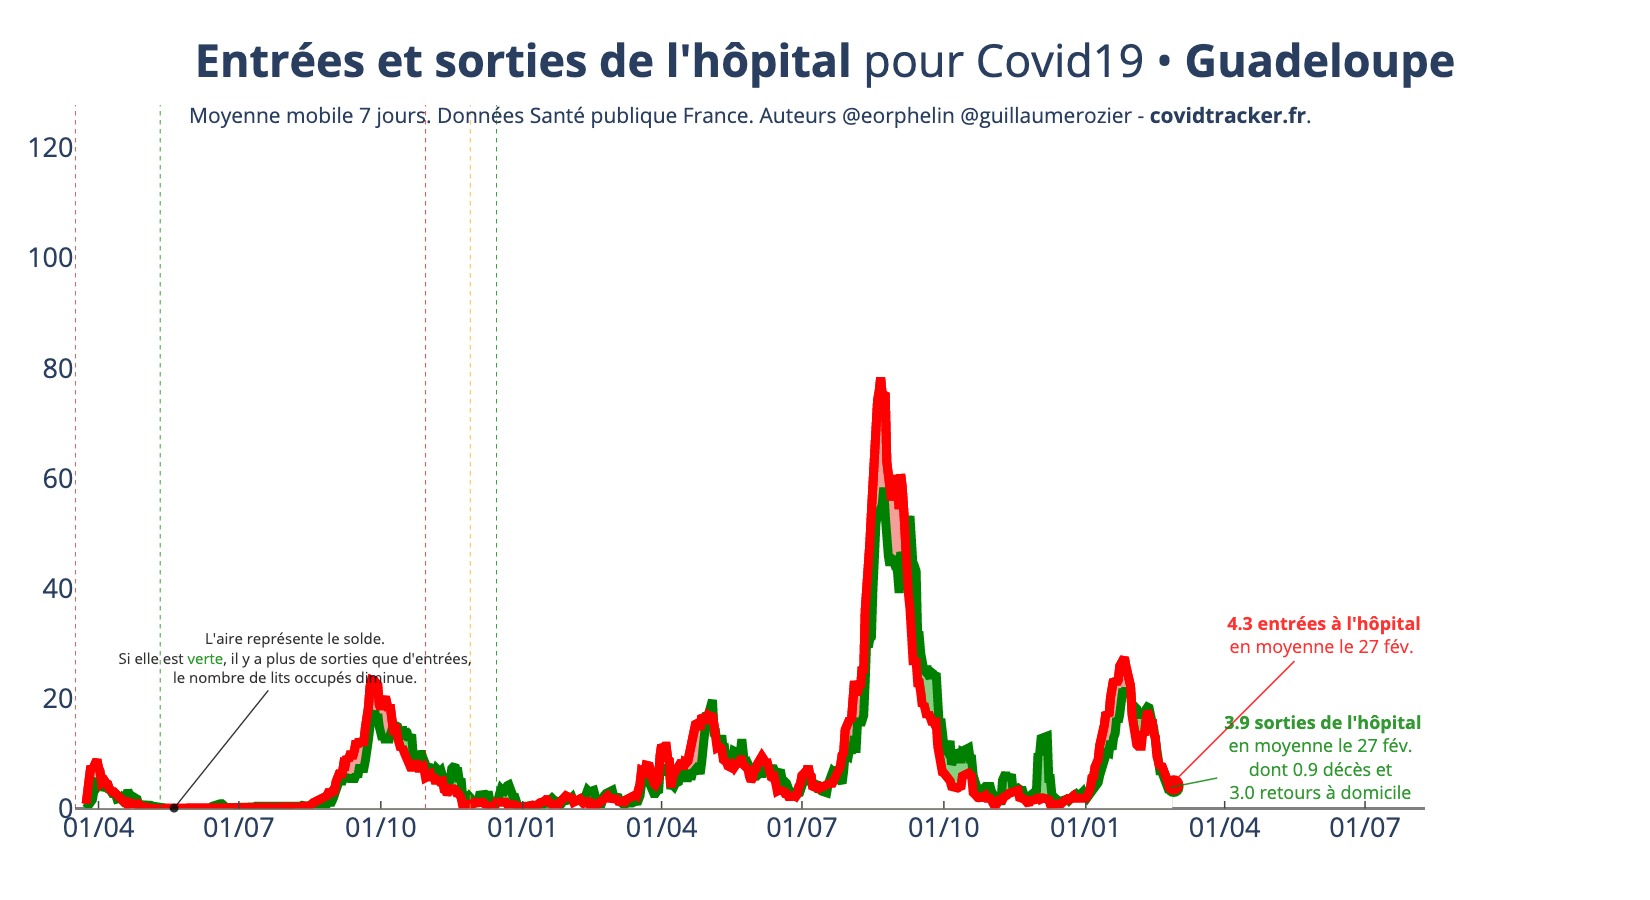 Entrées et sorties de l'hôpital pour Covid19 • Guadeloupe
Moyenne mobile 7 jours. Données Santé publique France. Auteurs @eorphelin @guillaumerozier - covidtracker.fr.
120
100
80
60
40
20
0
L'aire représente le solde.
Si elle est verte, il y a plus de sorties que d'entrées,
le nombre de lits occupés diminue.
4.3 entrées à l'hôpital
en moyenne le 27 fév.
3.9 sorties de l'hôpital
en moyenne le 27 fév.
dont 0.9 décès et
3.0 retours à domicile
01/04 01/07 01/10 01/01 01/04 01/07 01/10 01/01 01/04 01/07